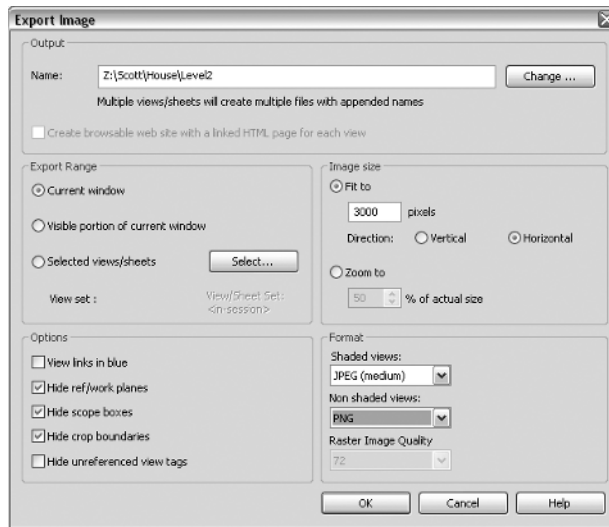 Export Image
Output
Name: Z:\Scott\House\Level2 Change ...
Multiple views/sheets will create multiple files with appended names
Create browsable web site with a linked HTML page for each view
Export Range
Current window
Visible portion of current window
Selected views/sheets Select...
View set : View/Sheet Set:
<in-session>
Image size
Fit to
3000 pixels
Direction: Vertical Horizontal
Zoom to
50 % of actual size
Options
View links in blue
Hide ref/work planes
Hide scope boxes
Hide crop boundaries
Hide unreferenced view tags
Format
Shaded views:
JPEG (medium)
Non shaded views:
PNG
Raster Image Quality
72
OK Cancel Help